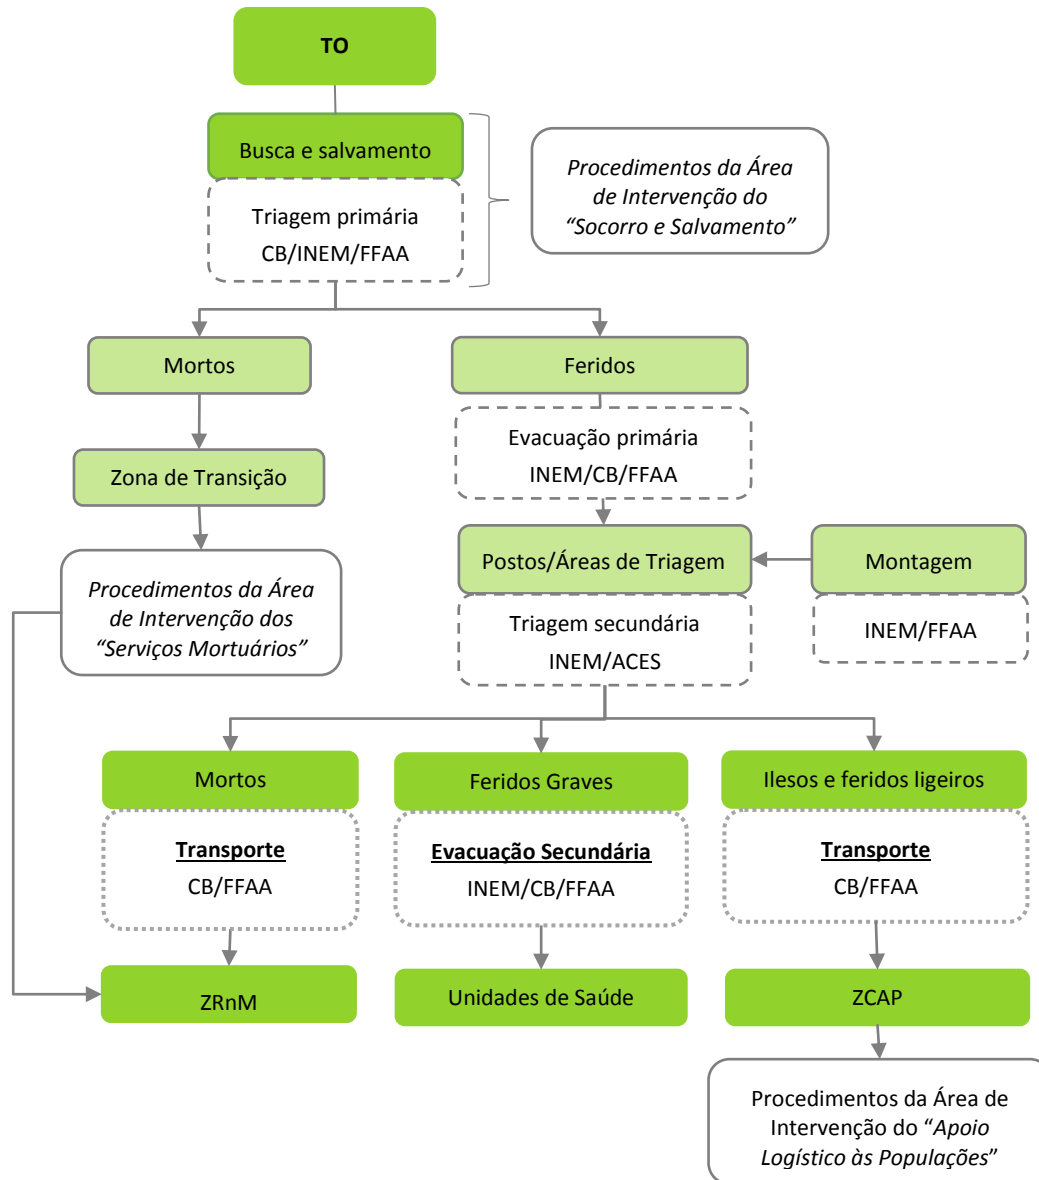 TO
Busca e salvamento
Triagem primária
CB/INEM/FFAA
Procedimentos da Área
de Intervenção do
“Socorro e Salvamento”
Mortos
Feridos
Evacuação primária
INEM/CB/FFAA
Zona de Transição
Postos/Áreas de Triagem
Montagem
Procedimentos da Área
de Intervenção dos
“Serviços Mortuários”
Triagem secundária
INEM/ACES
INEM/FFAA
Mortos
Feridos Graves
Ilesos e feridos ligeiros
Transporte
CB/FFAA
Evacuação Secundária
INEM/CB/FFAA
Transporte
CB/FFAA
ZRnM
Unidades de Saúde
ZCAP
Procedimentos da Área de
Intervenção do “Apoio
Logístico às Populações”